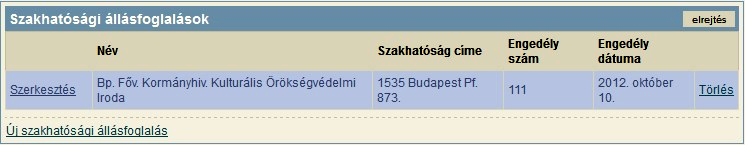 Szakhatósági állásfoglalások elrejtés
Név Szakhatóság címe Engedély szám Engedély dátuma
Szerkesztés Bp. Főv. Kormányhiv. Kulturális Örökségvédelmi Iroda 1535 Budapest Pf. 873. 111 2012. október 10. Törlés
Új szakhatósági állásfoglalás